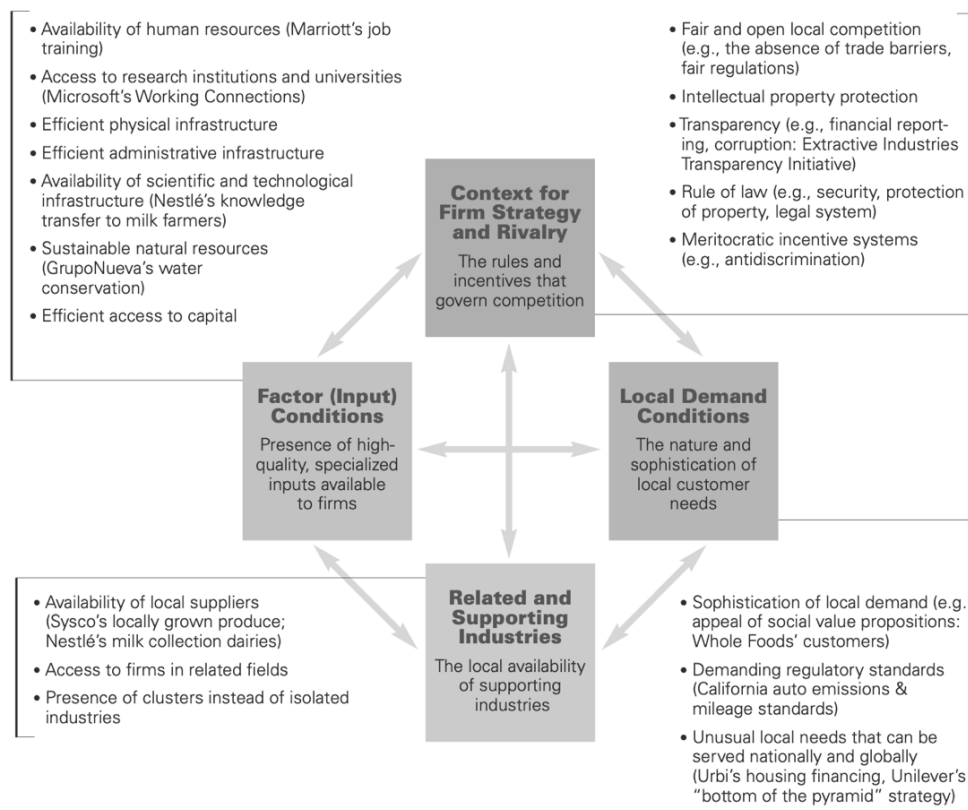 • Availability of human resources (Marriott's job
training)
• Access to research institutions and universities
(Microsoft's Working Connections)
• Efficient physical infrastructure
• Efficient administrative infrastructure
• Availability of scientific and technological
infrastructure (Nestlé's knowledge
transfer to milk farmers)
• Sustainable natural resources
(GrupoNueva's water
conservation)
• Efficient access to capital
• Fair and open local competition
(e.g., the absence of trade barriers,
fair regulations)
• Intellectual property protection
• Transparency (e.g., financial report-
ing, corruption: Extractive Industries
Transparency Initiative)
• Rule of law (e.g., security, protection
of property, legal system)
• Meritocratic incentive systems
(e.g., antidiscrimination)
Context for
Firm Strategy
and Rivalry
The rules and
incentives that
govern competition
Factor (Input)
Conditions
Presence of high-
quality, specialized
inputs available
to firms
Local Demand
Conditions
The nature and
sophistication of
local customer
needs
Related and
Supporting
Industries
The local availability
of supporting
industries
• Availability of local suppliers
(Sysco's locally grown produce;
Nestlé's milk collection dairies)
• Access to firms in related fields
• Presence of clusters instead of isolated
industries
• Sophistication of local demand (e.g.
appeal of social value propositions:
Whole Foods' customers)
• Demanding regulatory standards
(California auto emissions &
mileage standards)
• Unusual local needs that can be
served nationally and globally
(Urbi's housing financing, Unilever's
"bottom of the pyramid" strategy)